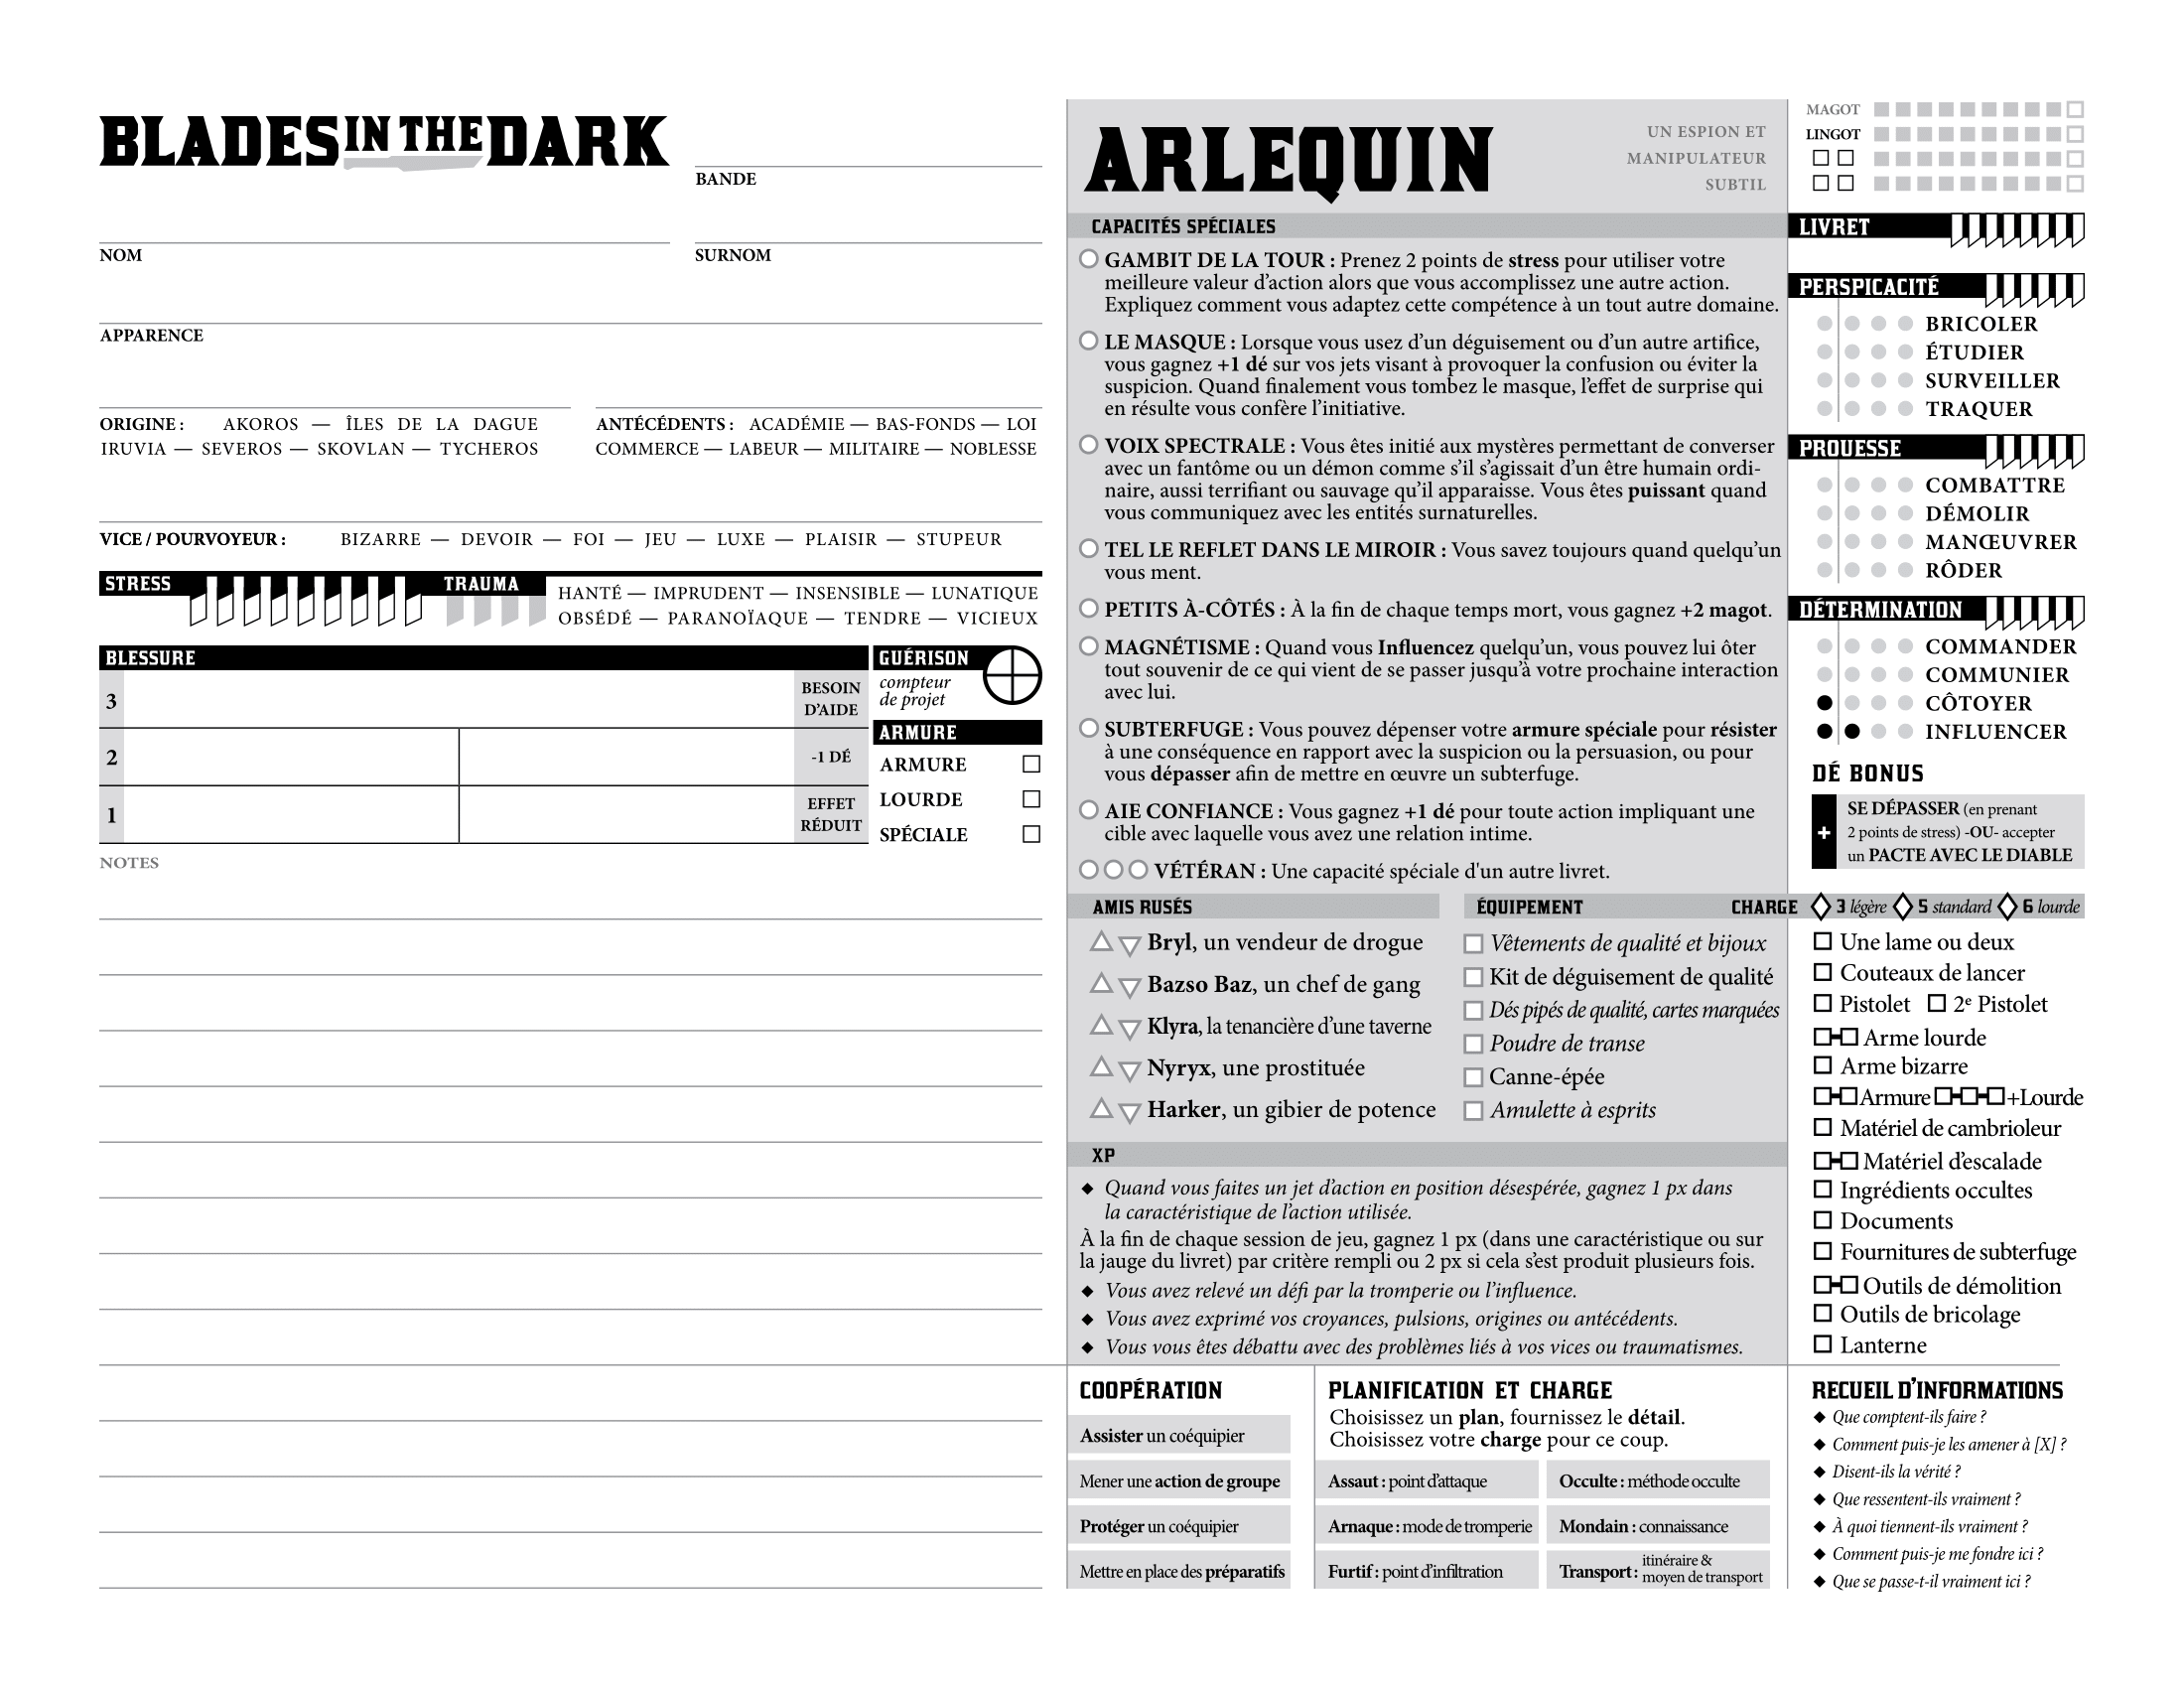 BLADES IN THE DARK
BANDE
NOM
SURNOM
APPARENCE
ORIGINE : AKOROS — ÎLES DE LA DAGUE
IRUVIA — SEVEROS — SKOVLAN — TYCHEROS
ANTÉCÉDENTS : ACADÉMIE — BAS-FONDS — LOI
COMMERCE — LABEUR — MILITAIRE — NOBLESSE
VICE / POURVOYEUR : BIZARRE — DEVOIR — FOI — JEU — LUXE — PLAISIR — STUPEUR
STRESS
TRAUMA
HANTÉ — IMPRUDENT — INSENSIBLE — LUNATIQUE
OBSÉDÉ — PARANOÏAQUE — TENDRE — VICIEUX
BLESSURE
3
BESOIN
D'AIDE
2
-1 DÉ
1
EFFET
RÉDUIT
GUÉRISON
compteur
de projet
ARMURE
ARMURE
LOURDE
SPÉCIALE
NOTES
ARLEQUIN
UN ESPION ET
MANIPULATEUR
SUBTIL
CAPACITÉS SPÉCIALES
GAMBIT DE LA TOUR : Prenez 2 points de stress pour utiliser votre
meilleure valeur d'action alors que vous accomplissez une autre action.
Expliquez comment vous adaptez cette compétence à un tout autre domaine.
LE MASQUE : Lorsque vous usez d'un déguisement ou d'un autre artifice,
vous gagnez +1 dé sur vos jets visant à provoquer la confusion ou éviter la
suspicion. Quand finalement vous tombez le masque, l'effet de surprise qui
en résulte vous confère l'initiative.
VOIX SPECTRALE : Vous êtes initié aux mystères permettant de converser
avec un fantôme ou un démon comme s'il s'agissait d'un être humain ordi-
naire, aussi terrifiant ou sauvage qu'il apparaisse. Vous êtes puissant quand
vous communiquez avec les entités surnaturelles.
TEL LE REFLET DANS LE MIROIR : Vous savez toujours quand quelqu'un
vous ment.
PETITS À-CÔTÉS : À la fin de chaque temps mort, vous gagnez +2 magot.
MAGNÉTISME : Quand vous Influencez quelqu'un, vous pouvez lui ôter
tout souvenir de ce qui vient de se passer jusqu'à votre prochaine interaction
avec lui.
SUBTERFUGE : Vous pouvez dépenser votre armure spéciale pour résister
à une conséquence en rapport avec la suspicion ou la persuasion, ou pour
vous dépasser afin de mettre en œuvre un subterfuge.
AIE CONFIANCE : Vous gagnez +1 dé pour toute action impliquant une
cible avec laquelle vous avez une relation intime.
VÉTÉRAN : Une capacité spéciale d'un autre livret.
AMIS RUSÉS
Bryl, un vendeur de drogue
Bazso Baz, un chef de gang
Klyra, la tenancière d'une taverne
Nyryx, une prostituée
Harker, un gibier de potence
ÉQUIPEMENT
Vêtements de qualité et bijoux
Kit de déguisement de qualité
Dés pipés de qualité, cartes marquées
Poudre de transe
Canne-épée
Amulette à esprits
XP
◆ Quand vous faites un jet d'action en position désespérée, gagnez 1 px dans
la caractéristique de l'action utilisée.
À la fin de chaque session de jeu, gagnez 1 px (dans une caractéristique ou sur
la jauge du livret) par critère rempli ou 2 px si cela s'est produit plusieurs fois.
◆ Vous avez relevé un défi par la tromperie ou l'influence.
◆ Vous avez exprimé vos croyances, pulsions, origines ou antécédents.
◆ Vous vous êtes débattu avec des problèmes liés à vos vices ou traumatismes.
COOPÉRATION
Assister un coéquipier
Mener une action de groupe
Protéger un coéquipier
Mettre en place des préparatifs
PLANIFICATION ET CHARGE
Choisissez un plan, fournissez le détail.
Choisissez votre charge pour ce coup.
Assaut : point d'attaque
Occulte : méthode occulte
Arnaque : mode de tromperie
Mondain : connaissance
Furtif : point d'infiltration
Transport : itinéraire &
moyen de transport
MAGOT
LINGOT
LIVRET
PERSPICACITÉ
BRICOLER
ÉTUDIER
SURVEILLER
TRAQUER
PROUESSE
COMBATTRE
DÉMOLIR
MANŒUVRER
RÔDER
DÉTERMINATION
COMMANDER
COMMUNIER
CÔTOYER
INFLUENCER
DÉ BONUS
+
SE DÉPASSER (en prenant
2 points de stress) -OU- accepter
un PACTE AVEC LE DIABLE
CHARGE 3 légère 5 standard 6 lourde
Une lame ou deux
Couteaux de lancer
Pistolet 2e Pistolet
Arme lourde
Arme bizarre
Armure +Lourde
Matériel de cambrioleur
Matériel d'escalade
Ingrédients occultes
Documents
Fournitures de subterfuge
Outils de démolition
Outils de bricolage
Lanterne
RECUEIL D'INFORMATIONS
◆ Que comptent-ils faire ?
◆ Comment puis-je les amener à [X] ?
◆ Disent-ils la vérité ?
◆ Que ressentent-ils vraiment ?
◆ À quoi tiennent-ils vraiment ?
◆ Comment puis-je me fondre ici ?
◆ Que se passe-t-il vraiment ici ?